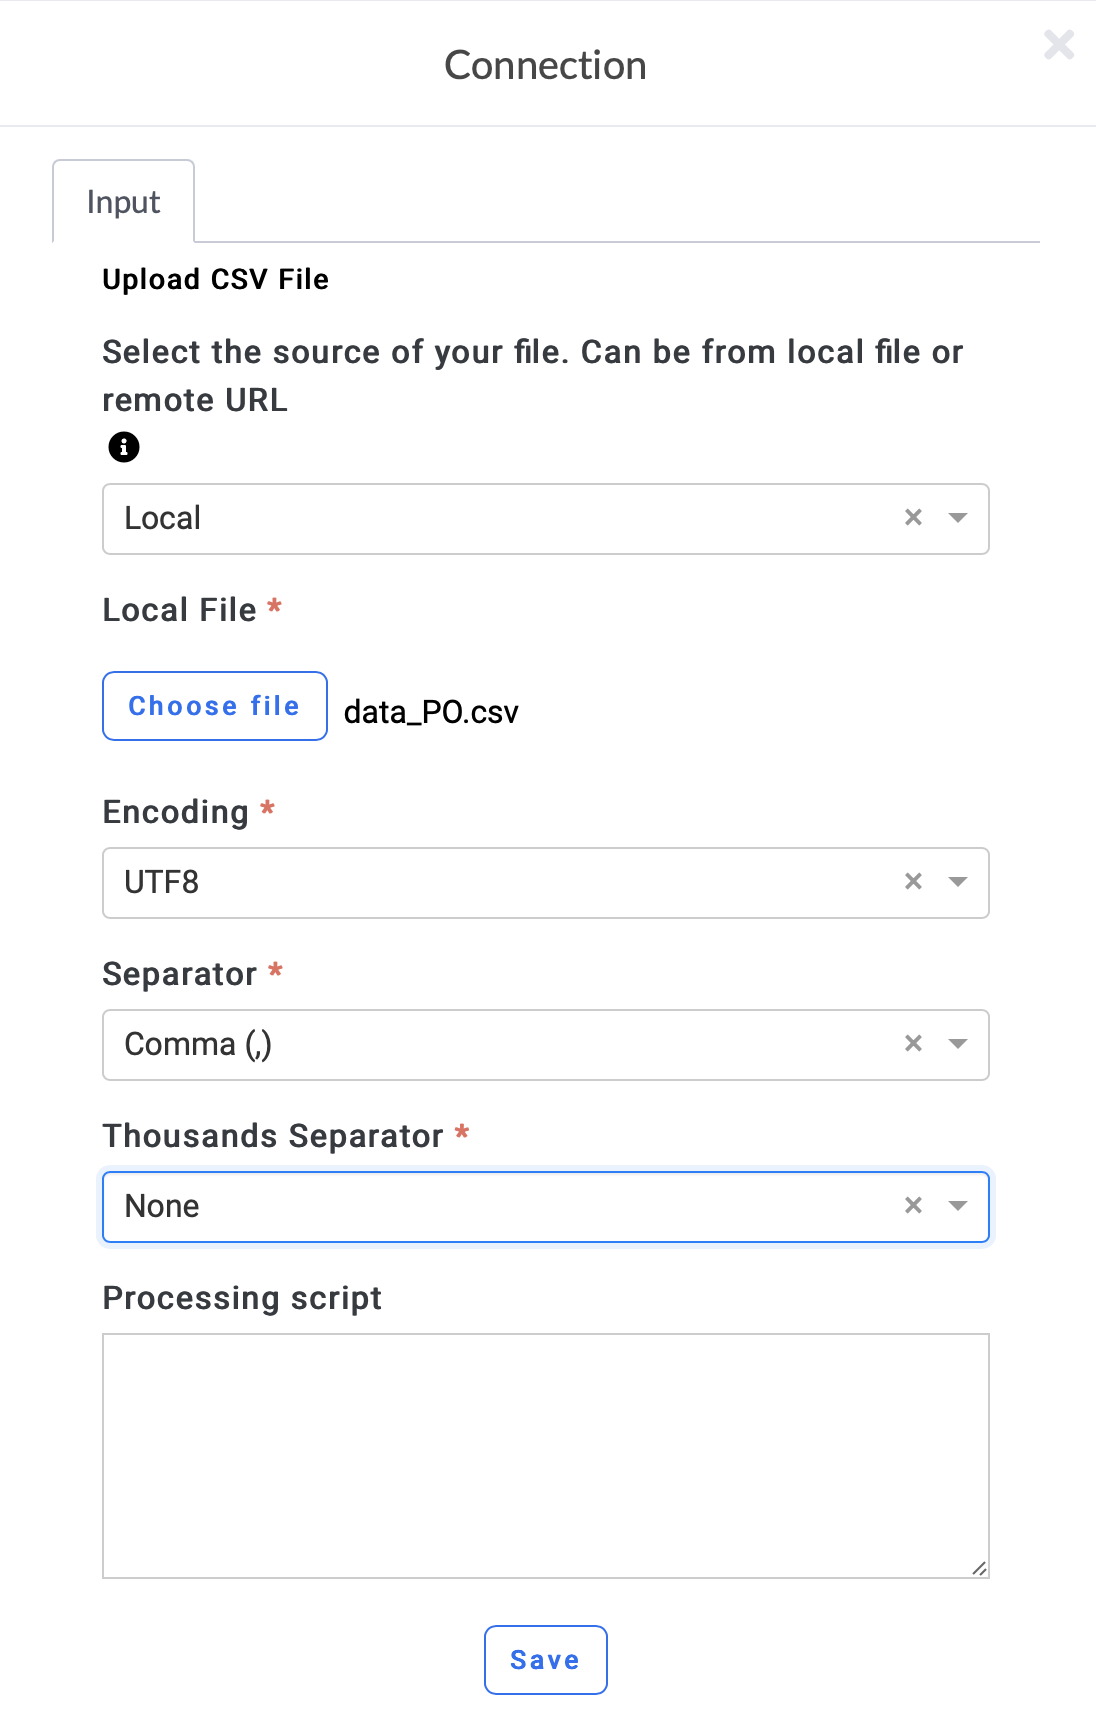 Connection
Input
Upload CSV File
Select the source of your file. Can be from local file or
remote URL
Local
Local File *
Choose file data_PO.csv
Encoding *
UTF8
Separator *
Comma (,)
Thousands Separator *
None
Processing script
Save